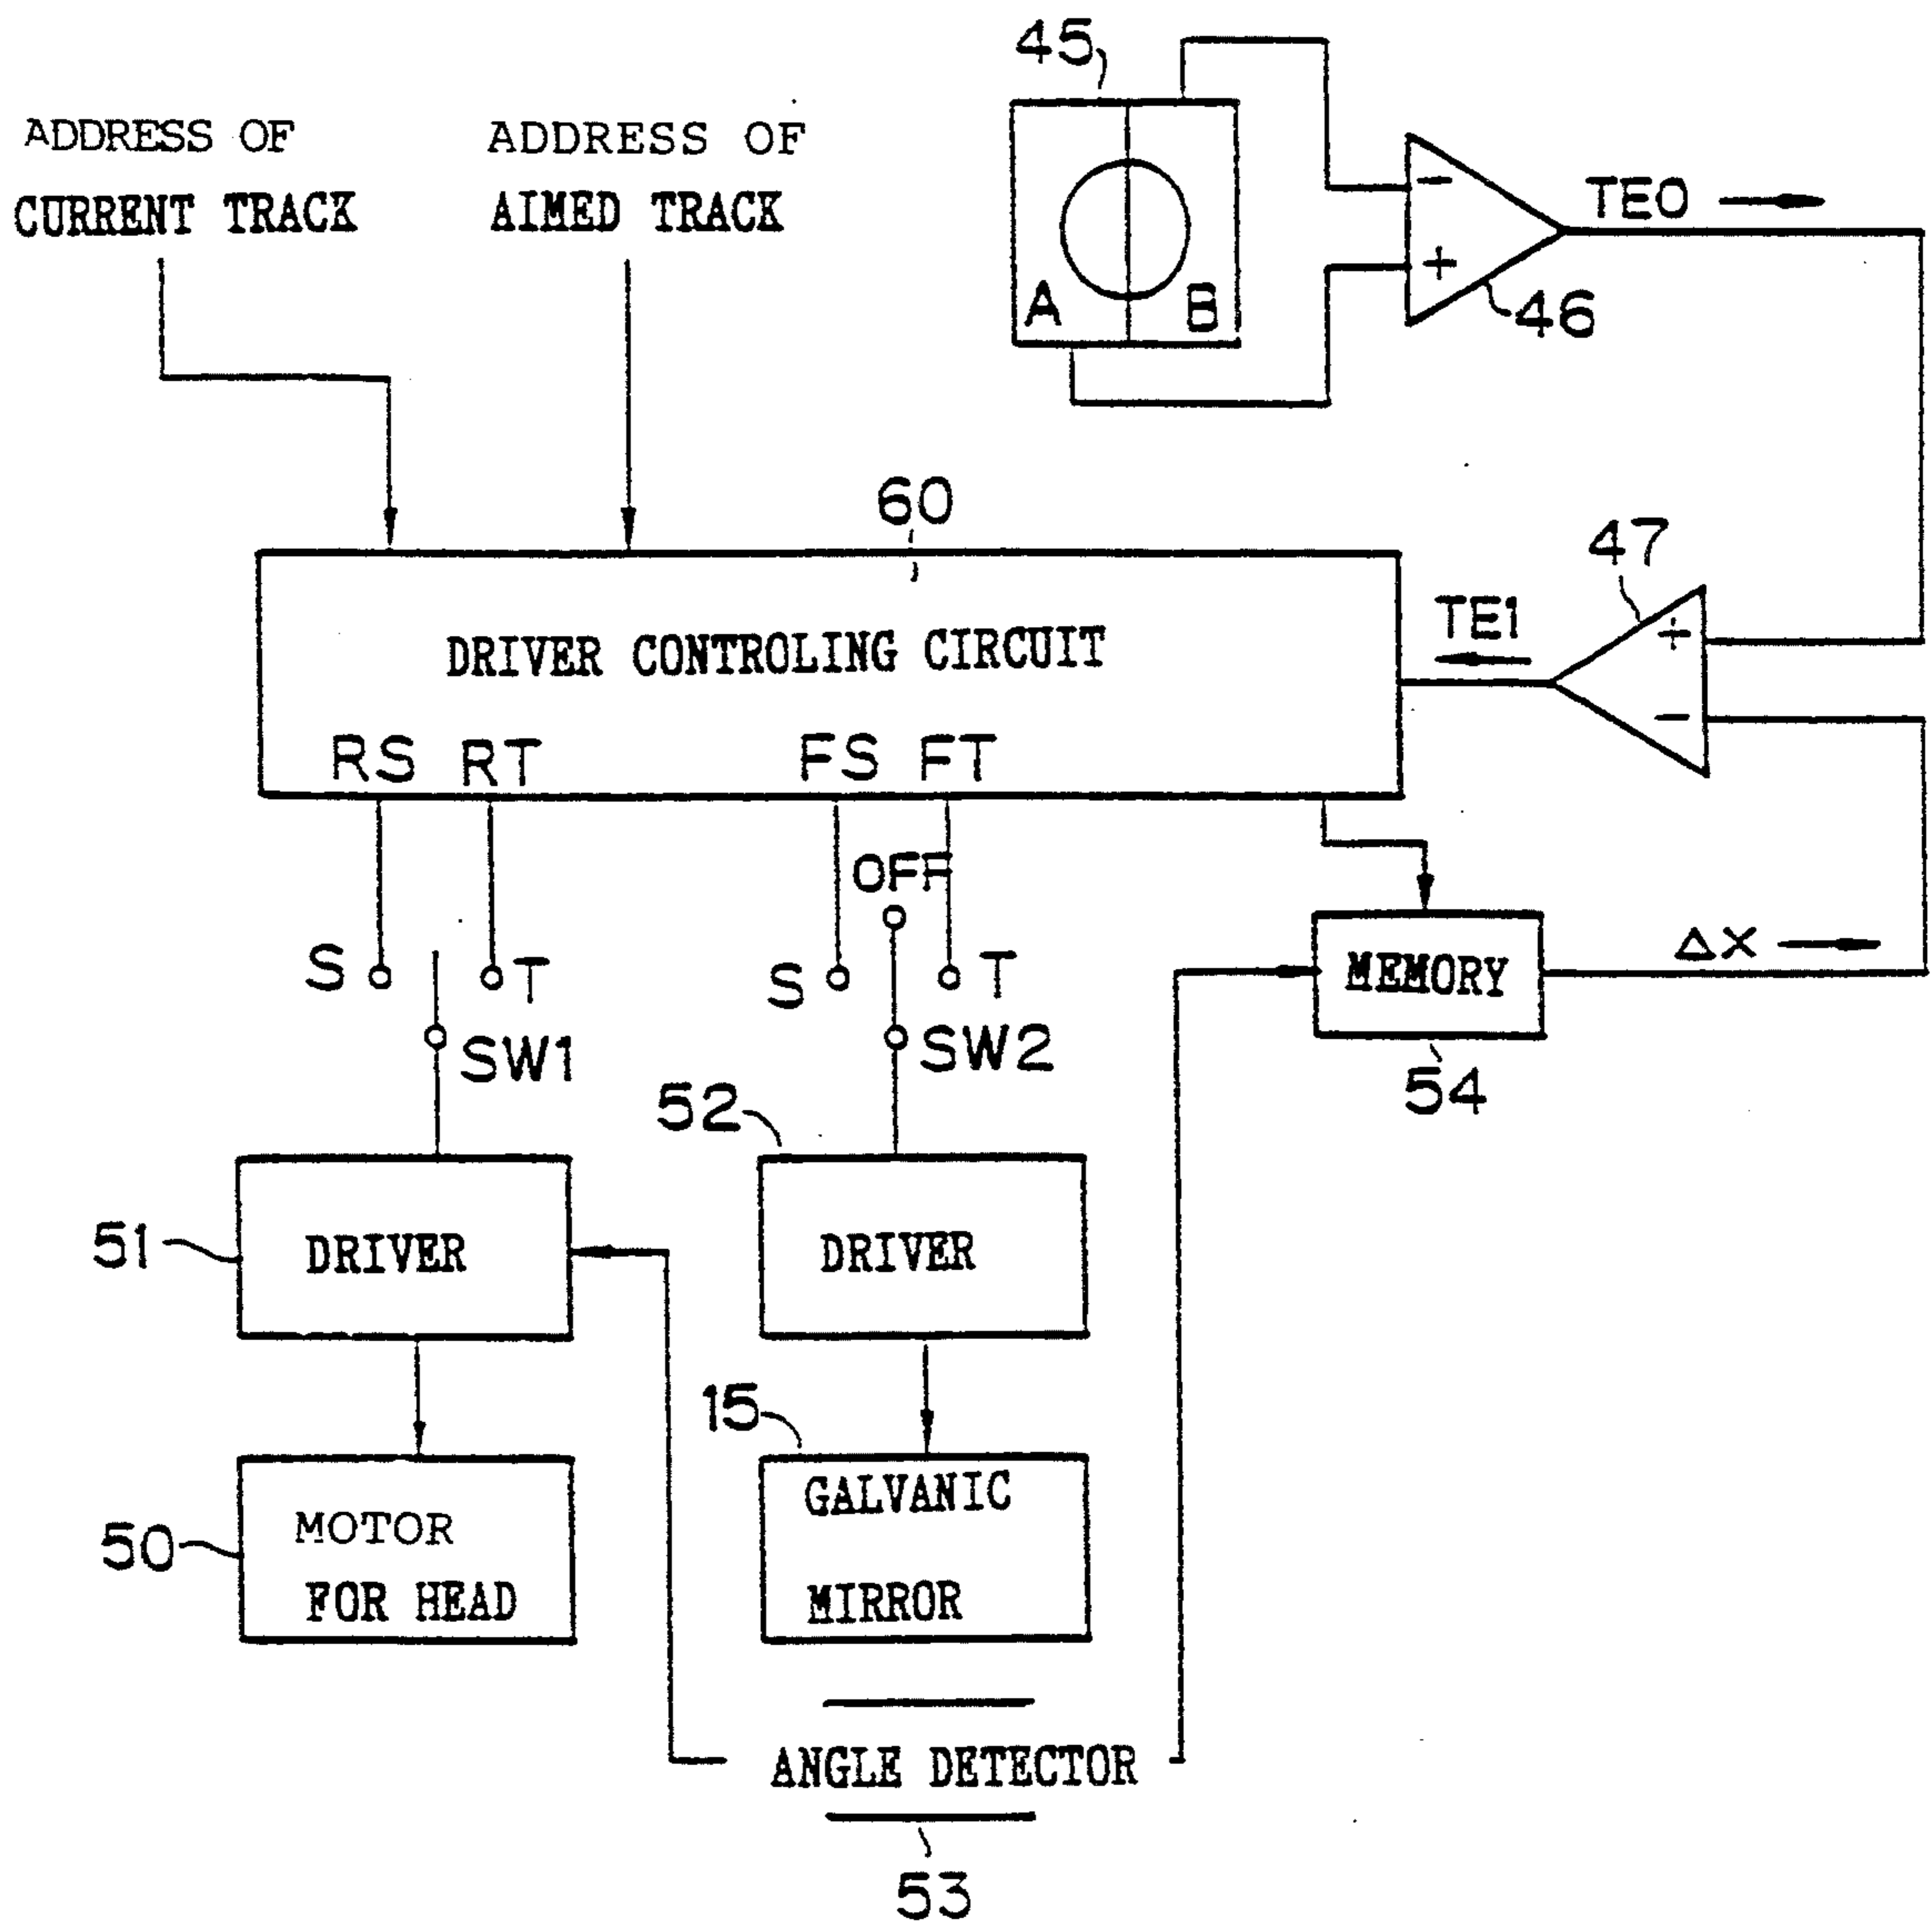 45
ADDRESS OF
CURRENT TRACK
ADDRESS OF
AIMED TRACK
A
B
−
+
TE0
46
60
47
TE1
+
−
DRIVER CONTROLING CIRCUIT
RS
RT
FS
FT
OFF
S
T
SW1
S
T
SW2
MEMORY
ΔX
54
52
51
DRIVER
DRIVER
15
50
MOTOR
FOR HEAD
GALVANIC
MIRROR
ANGLE DETECTOR
53